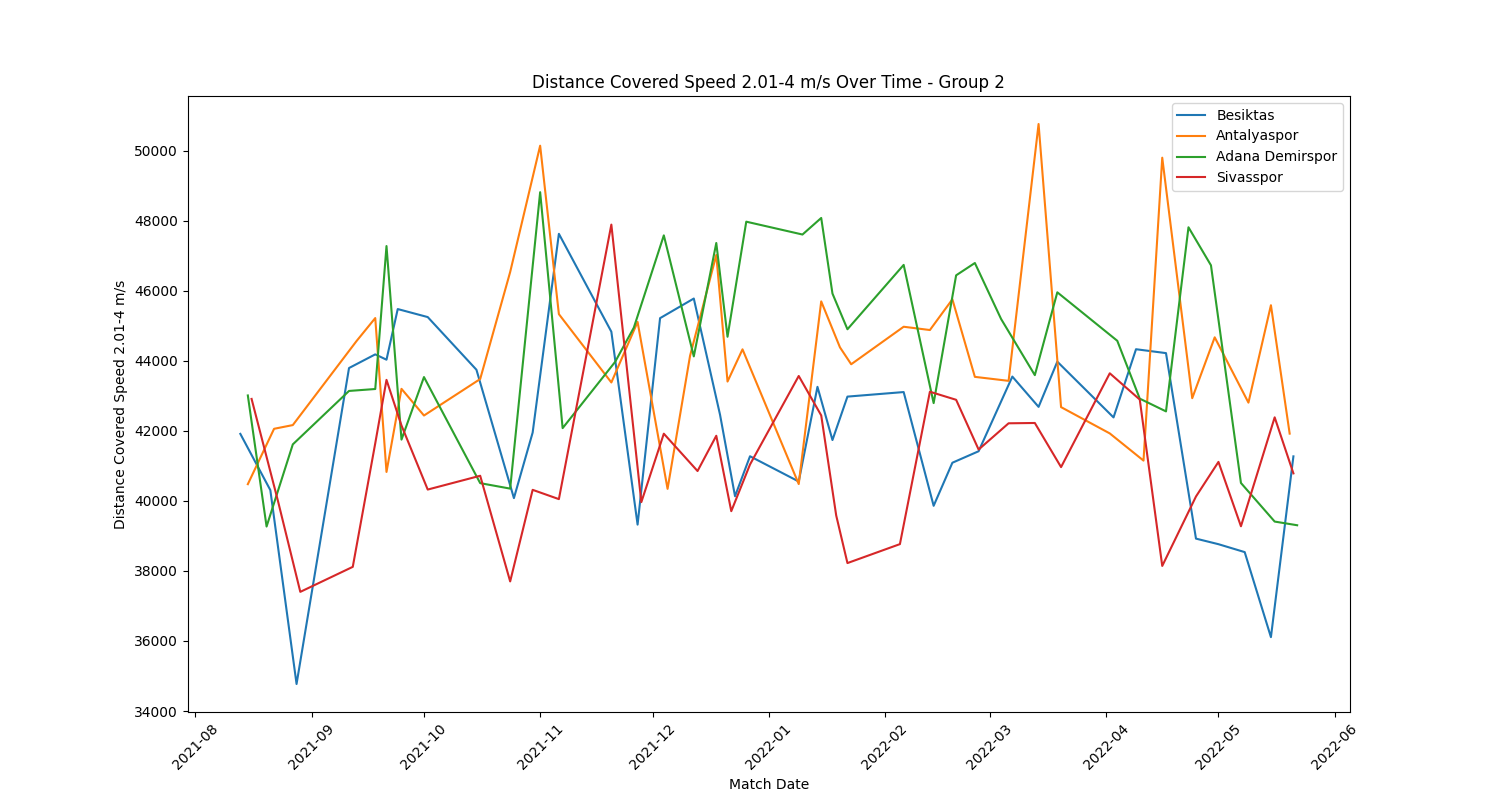 Distance Covered Speed 2.01-4 m/s Over Time - Group 2
Besiktas
Antalyaspor
Adana Demirspor
Sivasspor
Distance Covered Speed 2.01-4 m/s
50000
48000
46000
44000
42000
40000
38000
36000
34000
2021-08
2021-09
2021-10
2021-11
2021-12
2022-01
2022-02
2022-03
2022-04
2022-05
2022-06
Match Date